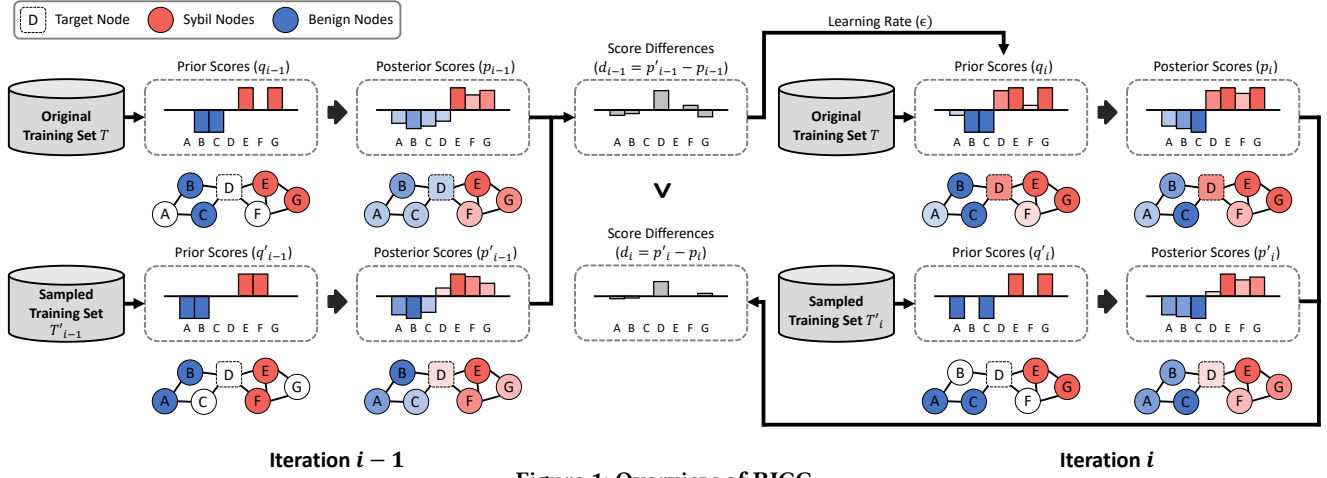 D Target Node Sybil Nodes Benign Nodes
Learning Rate (ϵ)
Prior Scores (q_{i−1})
Posterior Scores (p_{i−1})
Score Differences
(d_{i−1} = p′_{i−1} − p_{i−1})
Prior Scores (q_i)
Posterior Scores (p_i)
Original
Training Set T
A B C D E F G
A B C D E F G
A B C D E F G
Original
Training Set T
A B C D E F G
A B C D E F G
A B C D E F G
A B C D E F G
A B C D E F G
A B C D E F G
∨
Prior Scores (q′_{i−1})
Posterior Scores (p′_{i−1})
Score Differences
(d_i = p′_i − p_i)
Prior Scores (q′_i)
Posterior Scores (p′_i)
Sampled
Training Set
T′_{i−1}
A B C D E F G
A B C D E F G
A B C D E F G
Sampled
Training Set T′_i
A B C D E F G
A B C D E F G
A B C D E F G
A B C D E F G
A B C D E F G
A B C D E F G
Iteration i − 1
Iteration i